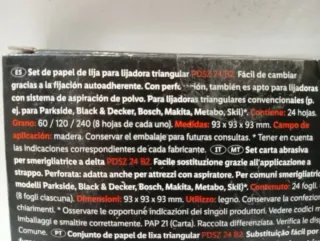 ES Set de papel de lija para lijadora triangular PDSZ 24 B2. Fácil de cambiar
gracias a la fijación autoadherente. Con perforación, también es apto para lijadoras
con sistema de aspiración de polvo. Para lijadoras triangulares convencionales (p.
ej. para Parkside, Black & Decker, Bosch, Makita, Metabo, Skil)*. Contiene: 24 hojas.
Grano: 60 / 120 / 240 (8 hojas de cada uno). Medidas: 93 x 93 x 93 mm. Campo de
aplicación: madera. Conservar el embalaje para futuras consultas. * Tener en cuenta
las indicaciones correspondientes de cada fabricante. IT MT Set carta abrasiva
per smerigliatrice a delta PDSZ 24 B2. Facile sostituzione grazie all'applicazione a
strappo. Perforata: adatta anche per attrezzi con aspiratore. Per comuni smerigliatrici
modelli Parkside, Black & Decker, Bosch, Makita, Metabo, Skil)*. Contenuto: 24 fogli.
(8 fogli ciascuna). Dimensioni: 93 x 93 x 93 mm. Utilizzo: legno. Conservare la confezione
chiarimenti. * Osservare le indicazioni sui singoli produttori. Vedere codici
imballaggi e smaltire correttamente. PAP 21 (Carta). Raccolta differenziata. Verifica le
Comune. PT Conjunto de papel de lixa triangular PDSZ 24 B2 Substituição fácil